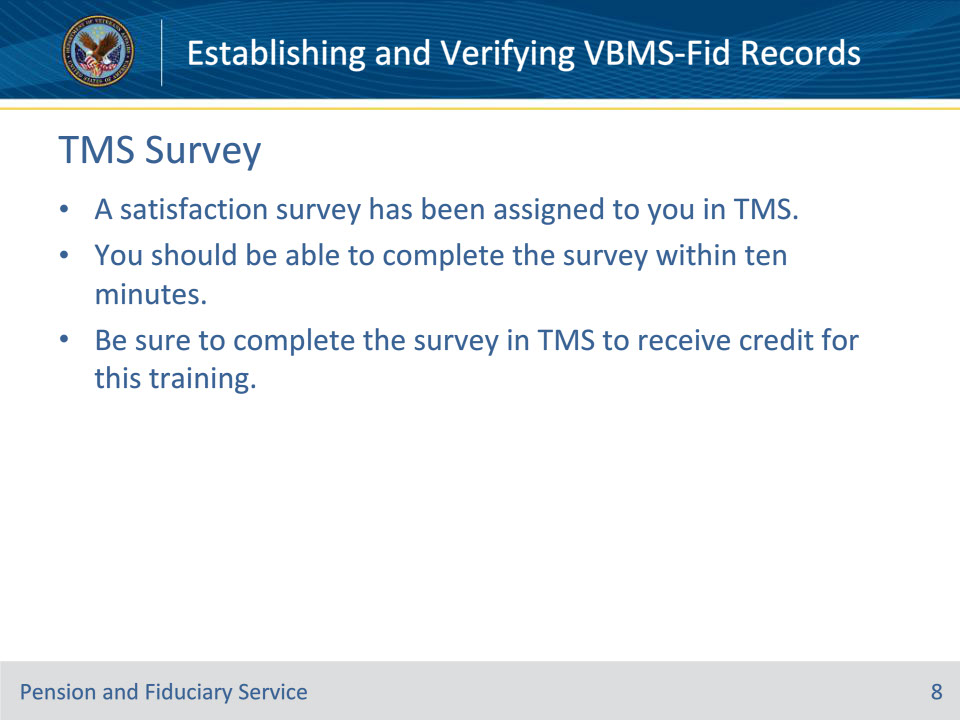 Establishing and Verifying VBMS-Fid Records
TMS Survey
• A satisfaction survey has been assigned to you in TMS.
• You should be able to complete the survey within ten
minutes.
• Be sure to complete the survey in TMS to receive credit for
this training.
Pension and Fiduciary Service
8